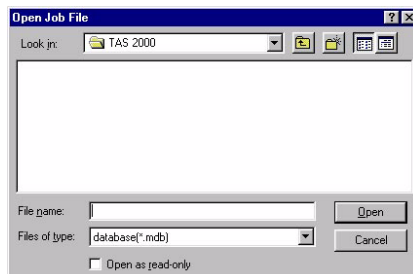 Open Job File
Look in: TAS 2000
File name:
Open
Files of type: database(*.mdb)
Cancel
Open as read-only